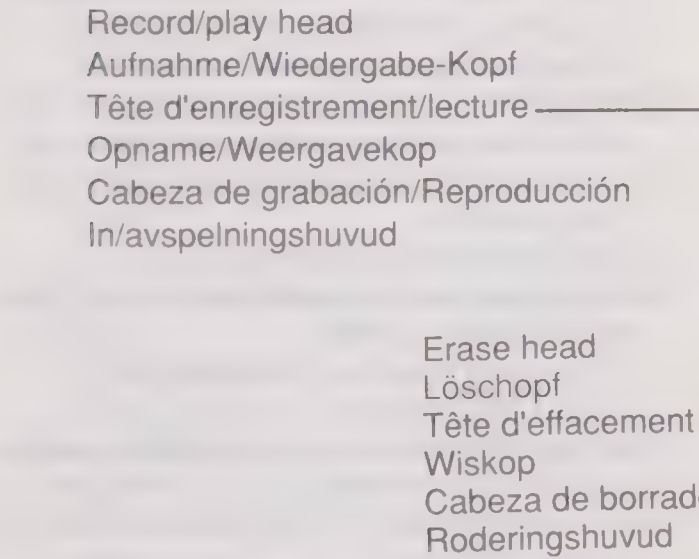 Record/play head
Aufnahme/Wiedergabe-Kopf
Tête d'enregistrement/lecture
Opname/Weergavekop
Cabeza de grabación/Reproducción
In/avspelningshuvud
Erase head
Löschopf
Tête d'effacement
Wiskop
Cabeza de
Roderingshuvud